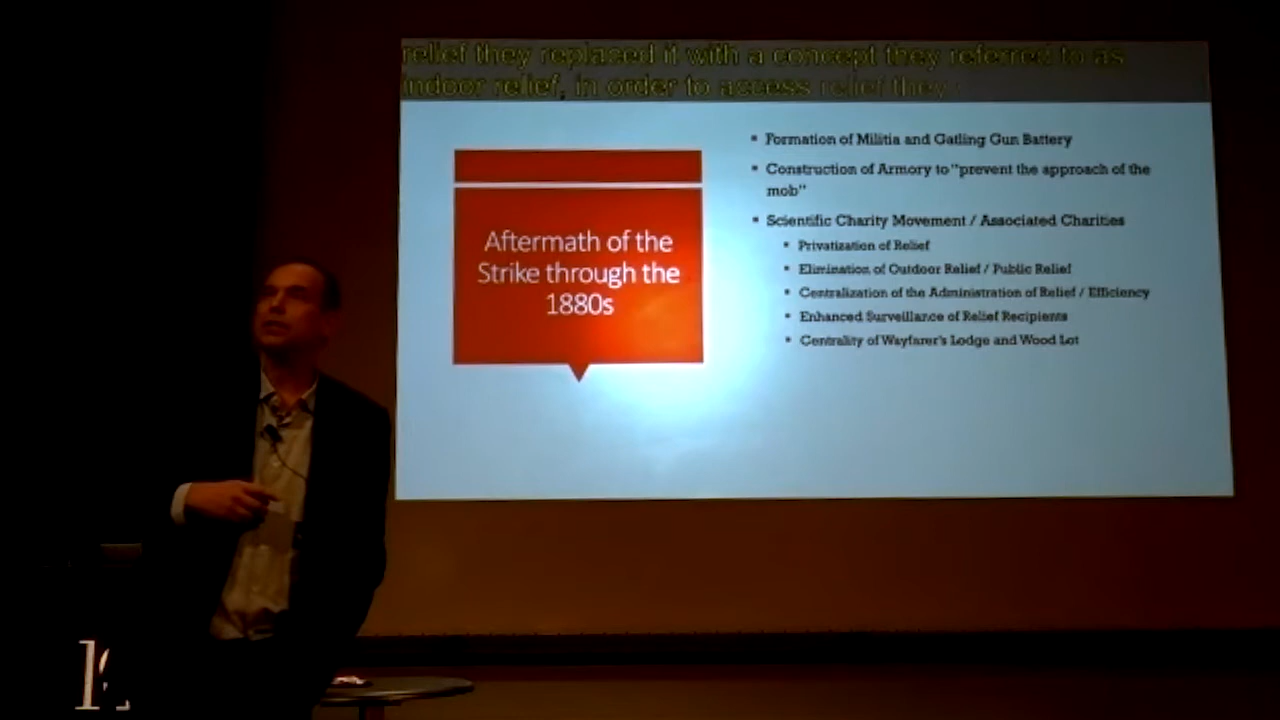 relief they replaced it with a concept they referred to as
indoor relief, in order to access relief they
Aftermath of the
Strike through the
1880s
▪ Formation of Militia and Gatling Gun Battery
▪ Construction of Armory to "prevent the approach of the
mob"
▪ Scientific Charity Movement / Associated Charities
▪ Privatization of Relief
▪ Elimination of Outdoor Relief / Public Relief
▪ Centralization of the Administration of Relief / Efficiency
▪ Enhanced Surveillance of Relief Recipients
▪ Centrality of Wayfarer's Lodge and Wood Lot